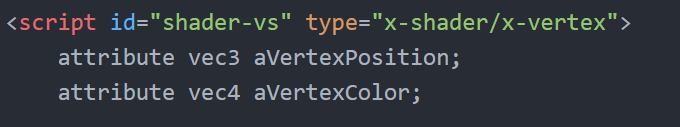 <script id="shader-vs" type="x-shader/x-vertex">
    attribute vec3 aVertexPosition;
    attribute vec4 aVertexColor;